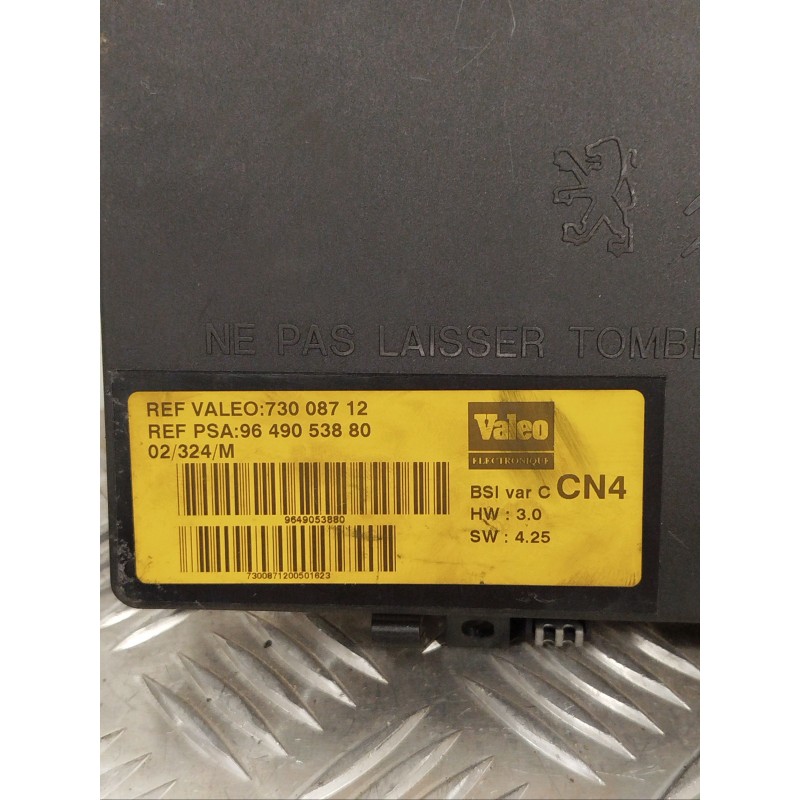 NE PAS LAISSER TOMBE
REF VALEO:730 087 12
REF PSA:96 490 538 80
02/324/M
9649053880
7300871200501623
Valeo
ELECTRONIQUE
BSI var C CN4
HW : 3.0
SW : 4.25